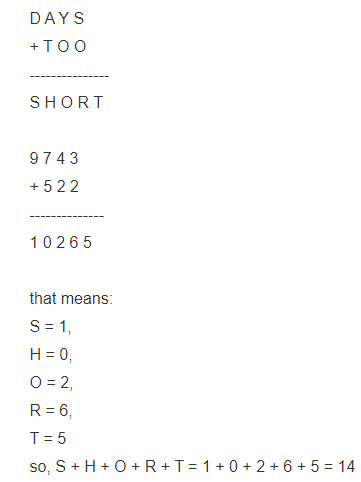 D A Y S
+ T O O
---------------
S H O R T
9 7 4 3
+ 5 2 2
--------------
1 0 2 6 5
that means:
S = 1,
H = 0,
O = 2,
R = 6,
T = 5
so, S + H + O + R + T = 1 + 0 + 2 + 6 + 5 = 14